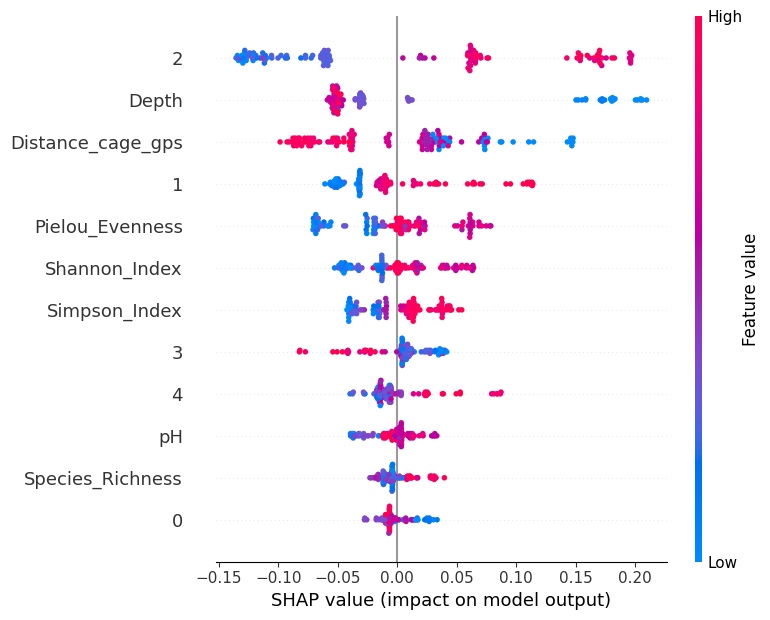 High
2
Depth
Distance_cage_gps
1
Pielou_Evenness
Shannon_Index
Simpson_Index
3
4
pH
Species_Richness
0
Feature value
Low
−0.15 −0.10 −0.05 0.00 0.05 0.10 0.15 0.20
SHAP value (impact on model output)